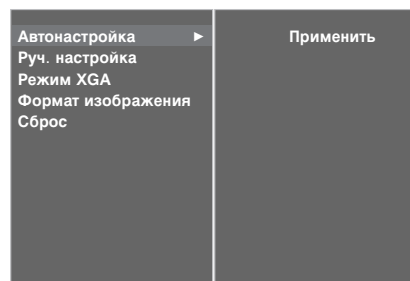 Автонастройка ►
Применить
Руч. настройка
Режим XGA
Формат изображения
Сброс